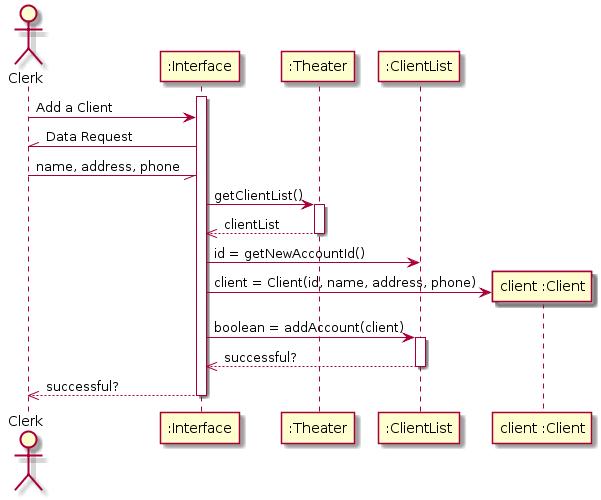 Clerk
:Interface
:Theater
:ClientList
Add a Client
Data Request
name, address, phone
getClientList()
clientList
id = getNewAccountId()
client = Client(id, name, address, phone)
client :Client
boolean = addAccount(client)
successful?
successful?
Clerk
:Interface
:Theater
:ClientList
client :Client